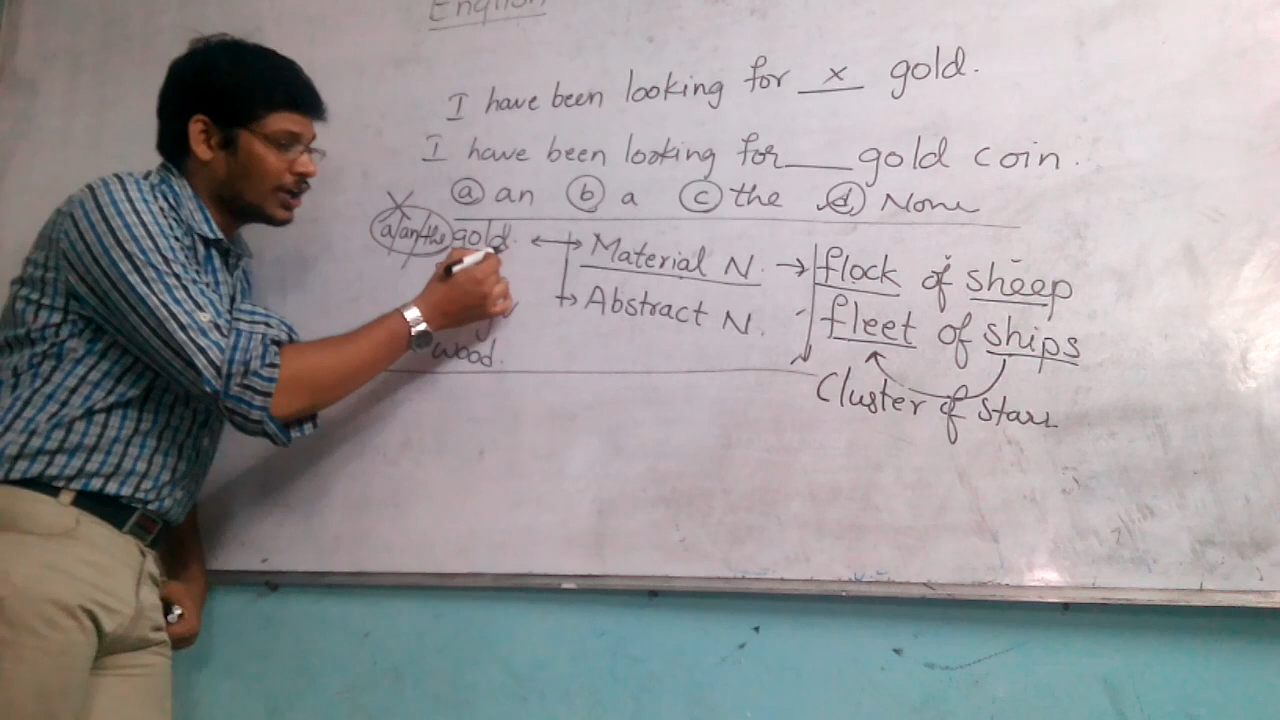 English
I have been looking for x gold.
I have been looking for ___ gold coin.
(a) an (b) a (c) the (d) None
X
a/an/the gold. ↔ Material N. → flock of sheep
→ Abstract N. fleet of ships
wood.
Cluster of stars